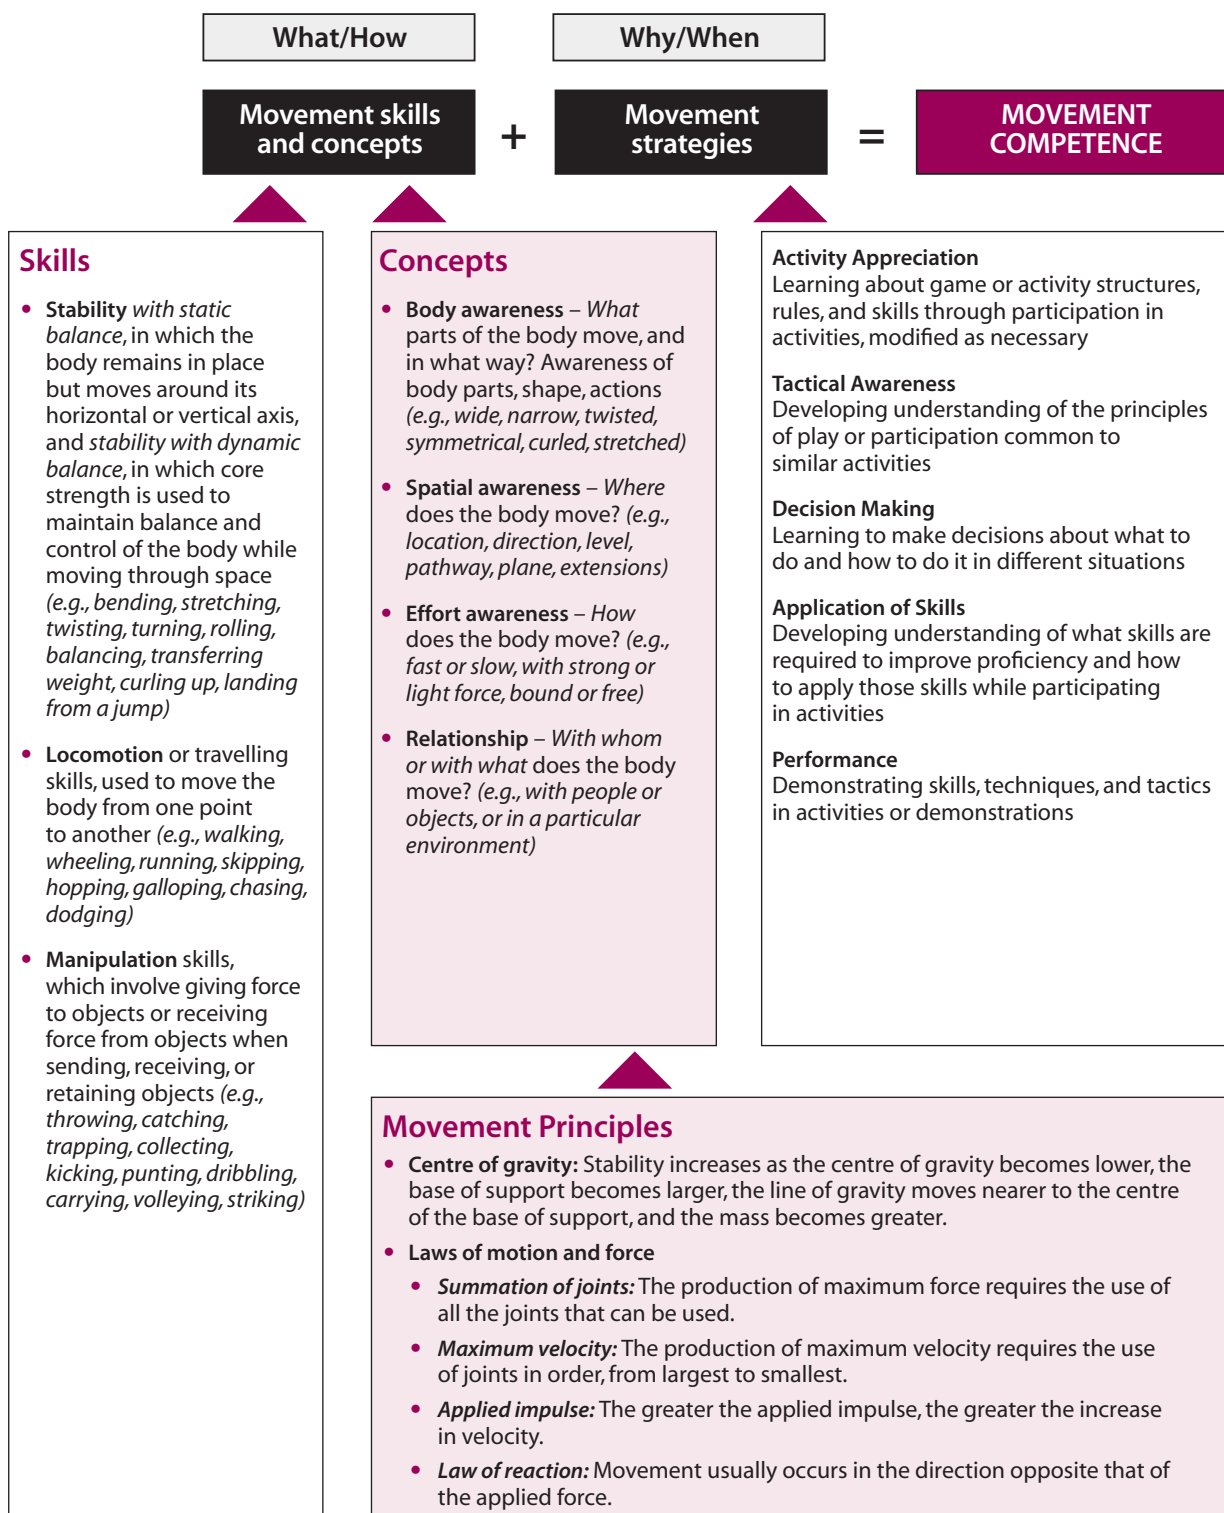 What/How
Why/When
Movement skills
and concepts
+
Movement
strategies
=
MOVEMENT
COMPETENCE
Skills
• Stability with static
balance, in which the
body remains in place
but moves around its
horizontal or vertical axis,
and stability with dynamic
balance, in which core
strength is used to
maintain balance and
control of the body while
moving through space
(e.g., bending, stretching,
twisting, turning, rolling,
balancing, transferring
weight, curling up, landing
from a jump)
• Locomotion or travelling
skills, used to move the
body from one point
to another (e.g., walking,
wheeling, running, skipping,
hopping, galloping, chasing,
dodging)
• Manipulation skills,
which involve giving force
to objects or receiving
force from objects when
sending, receiving, or
retaining objects (e.g.,
throwing, catching,
trapping, collecting,
kicking, punting, dribbling,
carrying, volleying, striking)
Concepts
• Body awareness – What
parts of the body move, and
in what way? Awareness of
body parts, shape, actions
(e.g., wide, narrow, twisted,
symmetrical, curled, stretched)
• Spatial awareness – Where
does the body move? (e.g.,
location, direction, level,
pathway, plane, extensions)
• Effort awareness – How
does the body move? (e.g.,
fast or slow, with strong or
light force, bound or free)
• Relationship – With whom
or with what does the body
move? (e.g., with people or
objects, or in a particular
environment)
Activity Appreciation
Learning about game or activity structures,
rules, and skills through participation in
activities, modified as necessary
Tactical Awareness
Developing understanding of the principles
of play or participation common to
similar activities
Decision Making
Learning to make decisions about what to
do and how to do it in different situations
Application of Skills
Developing understanding of what skills are
required to improve proficiency and how
to apply those skills while participating
in activities
Performance
Demonstrating skills, techniques, and tactics
in activities or demonstrations
Movement Principles
• Centre of gravity: Stability increases as the centre of gravity becomes lower, the
base of support becomes larger, the line of gravity moves nearer to the centre
of the base of support, and the mass becomes greater.
• Laws of motion and force
• Summation of joints: The production of maximum force requires the use of
all the joints that can be used.
• Maximum velocity: The production of maximum velocity requires the use
of joints in order, from largest to smallest.
• Applied impulse: The greater the applied impulse, the greater the increase
in velocity.
• Law of reaction: Movement usually occurs in the direction opposite that of
the applied force.